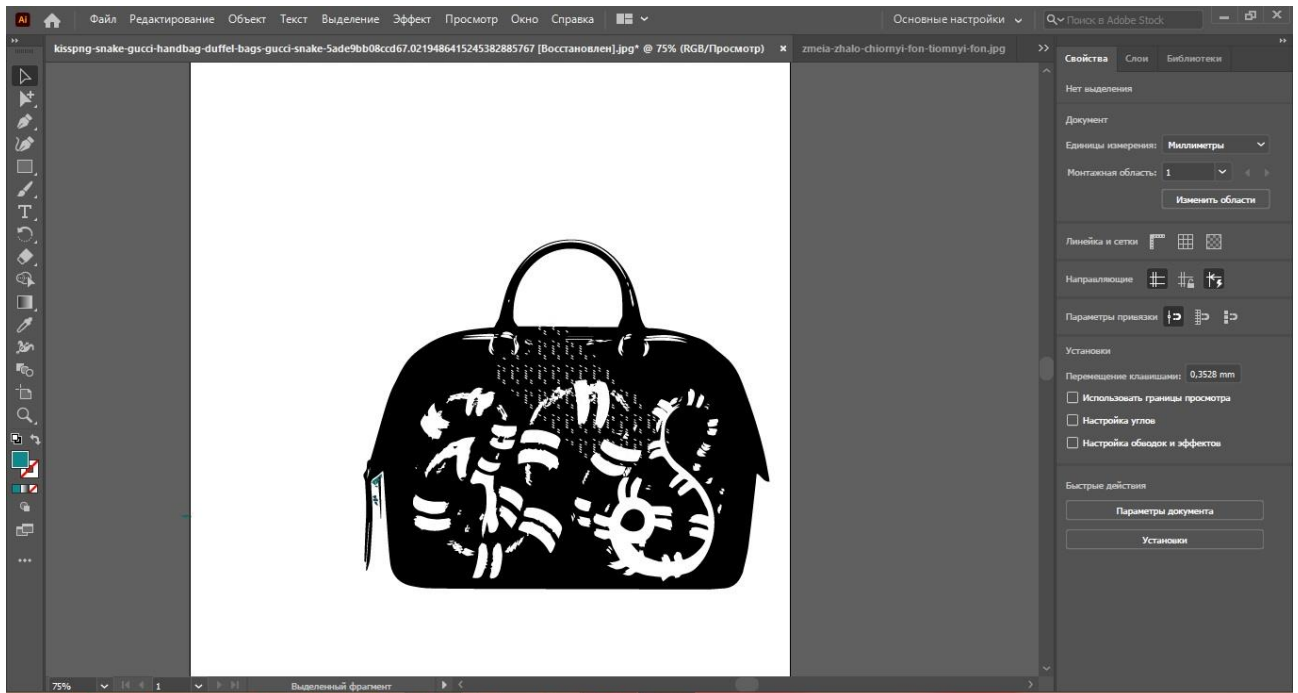 Ai Файл Редактирование Объект Текст Выделение Эффект Просмотр Окно Справка Основные настройки Поиск в Adobe Stock
kisspng-snake-gucci-handbag-duffel-bags-gucci-snake-5ade9bb08ccd67.0219486415245382885767 [Восстановлен].jpg* @ 75% (RGB/Просмотр) × zmeia-zhalo-chiornyi-fon-tiomnyi-fon.jpg
Свойства Слои Библиотеки
Нет выделения
Документ
Единицы измерения: Миллиметры
Монтажная область: 1
Изменить области
Линейка и сетки
Направляющие
Параметры привязки
Установки
Перемещение клавишами: 0,3528 mm
Использовать границы просмотра
Настройка углов
Настройка обводок и эффектов
Быстрые действия
Параметры документа
Установки
75% 1 Выделенный фрагмент